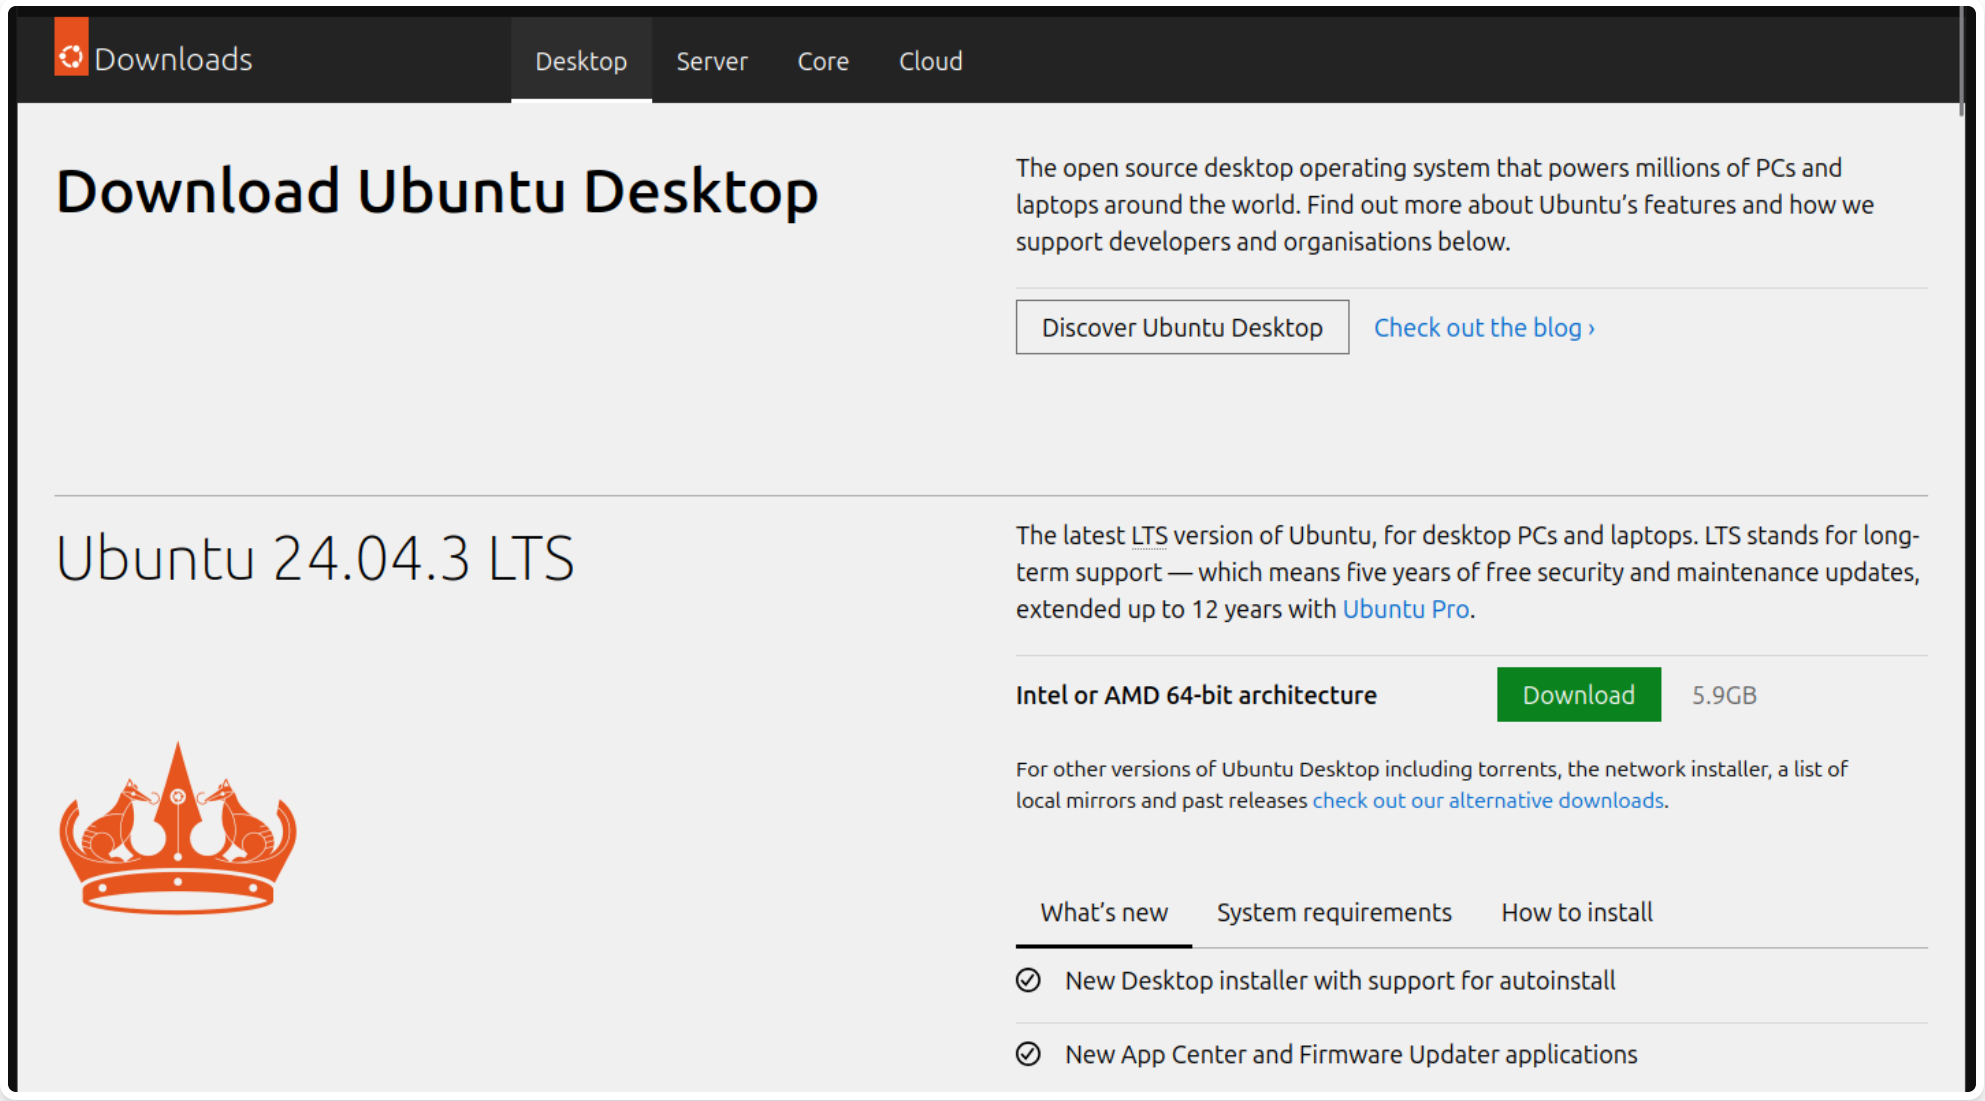 Downloads
Desktop
Server
Core
Cloud
Download Ubuntu Desktop
The open source desktop operating system that powers millions of PCs and
laptops around the world. Find out more about Ubuntu’s features and how we
support developers and organisations below.
Discover Ubuntu Desktop
Check out the blog ›
Ubuntu 24.04.3 LTS
The latest LTS version of Ubuntu, for desktop PCs and laptops. LTS stands for long-
term support — which means five years of free security and maintenance updates,
extended up to 12 years with Ubuntu Pro.
Intel or AMD 64-bit architecture
Download
5.9GB
For other versions of Ubuntu Desktop including torrents, the network installer, a list of
local mirrors and past releases check out our alternative downloads.
What’s new
System requirements
How to install
New Desktop installer with support for autoinstall
New App Center and Firmware Updater applications